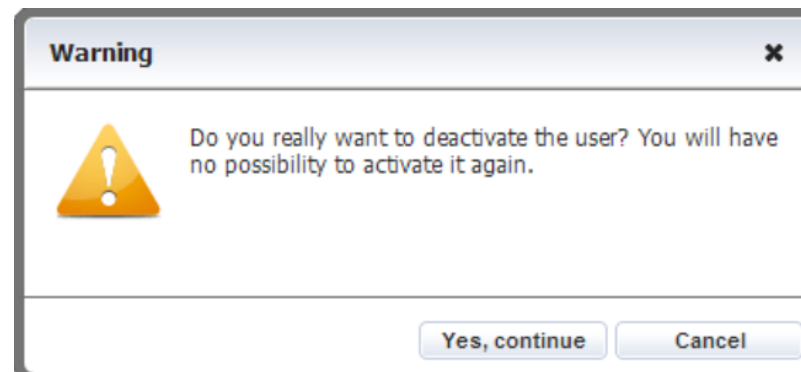 Warning
Do you really want to deactivate the user? You will have
no possibility to activate it again.
Yes, continue
Cancel